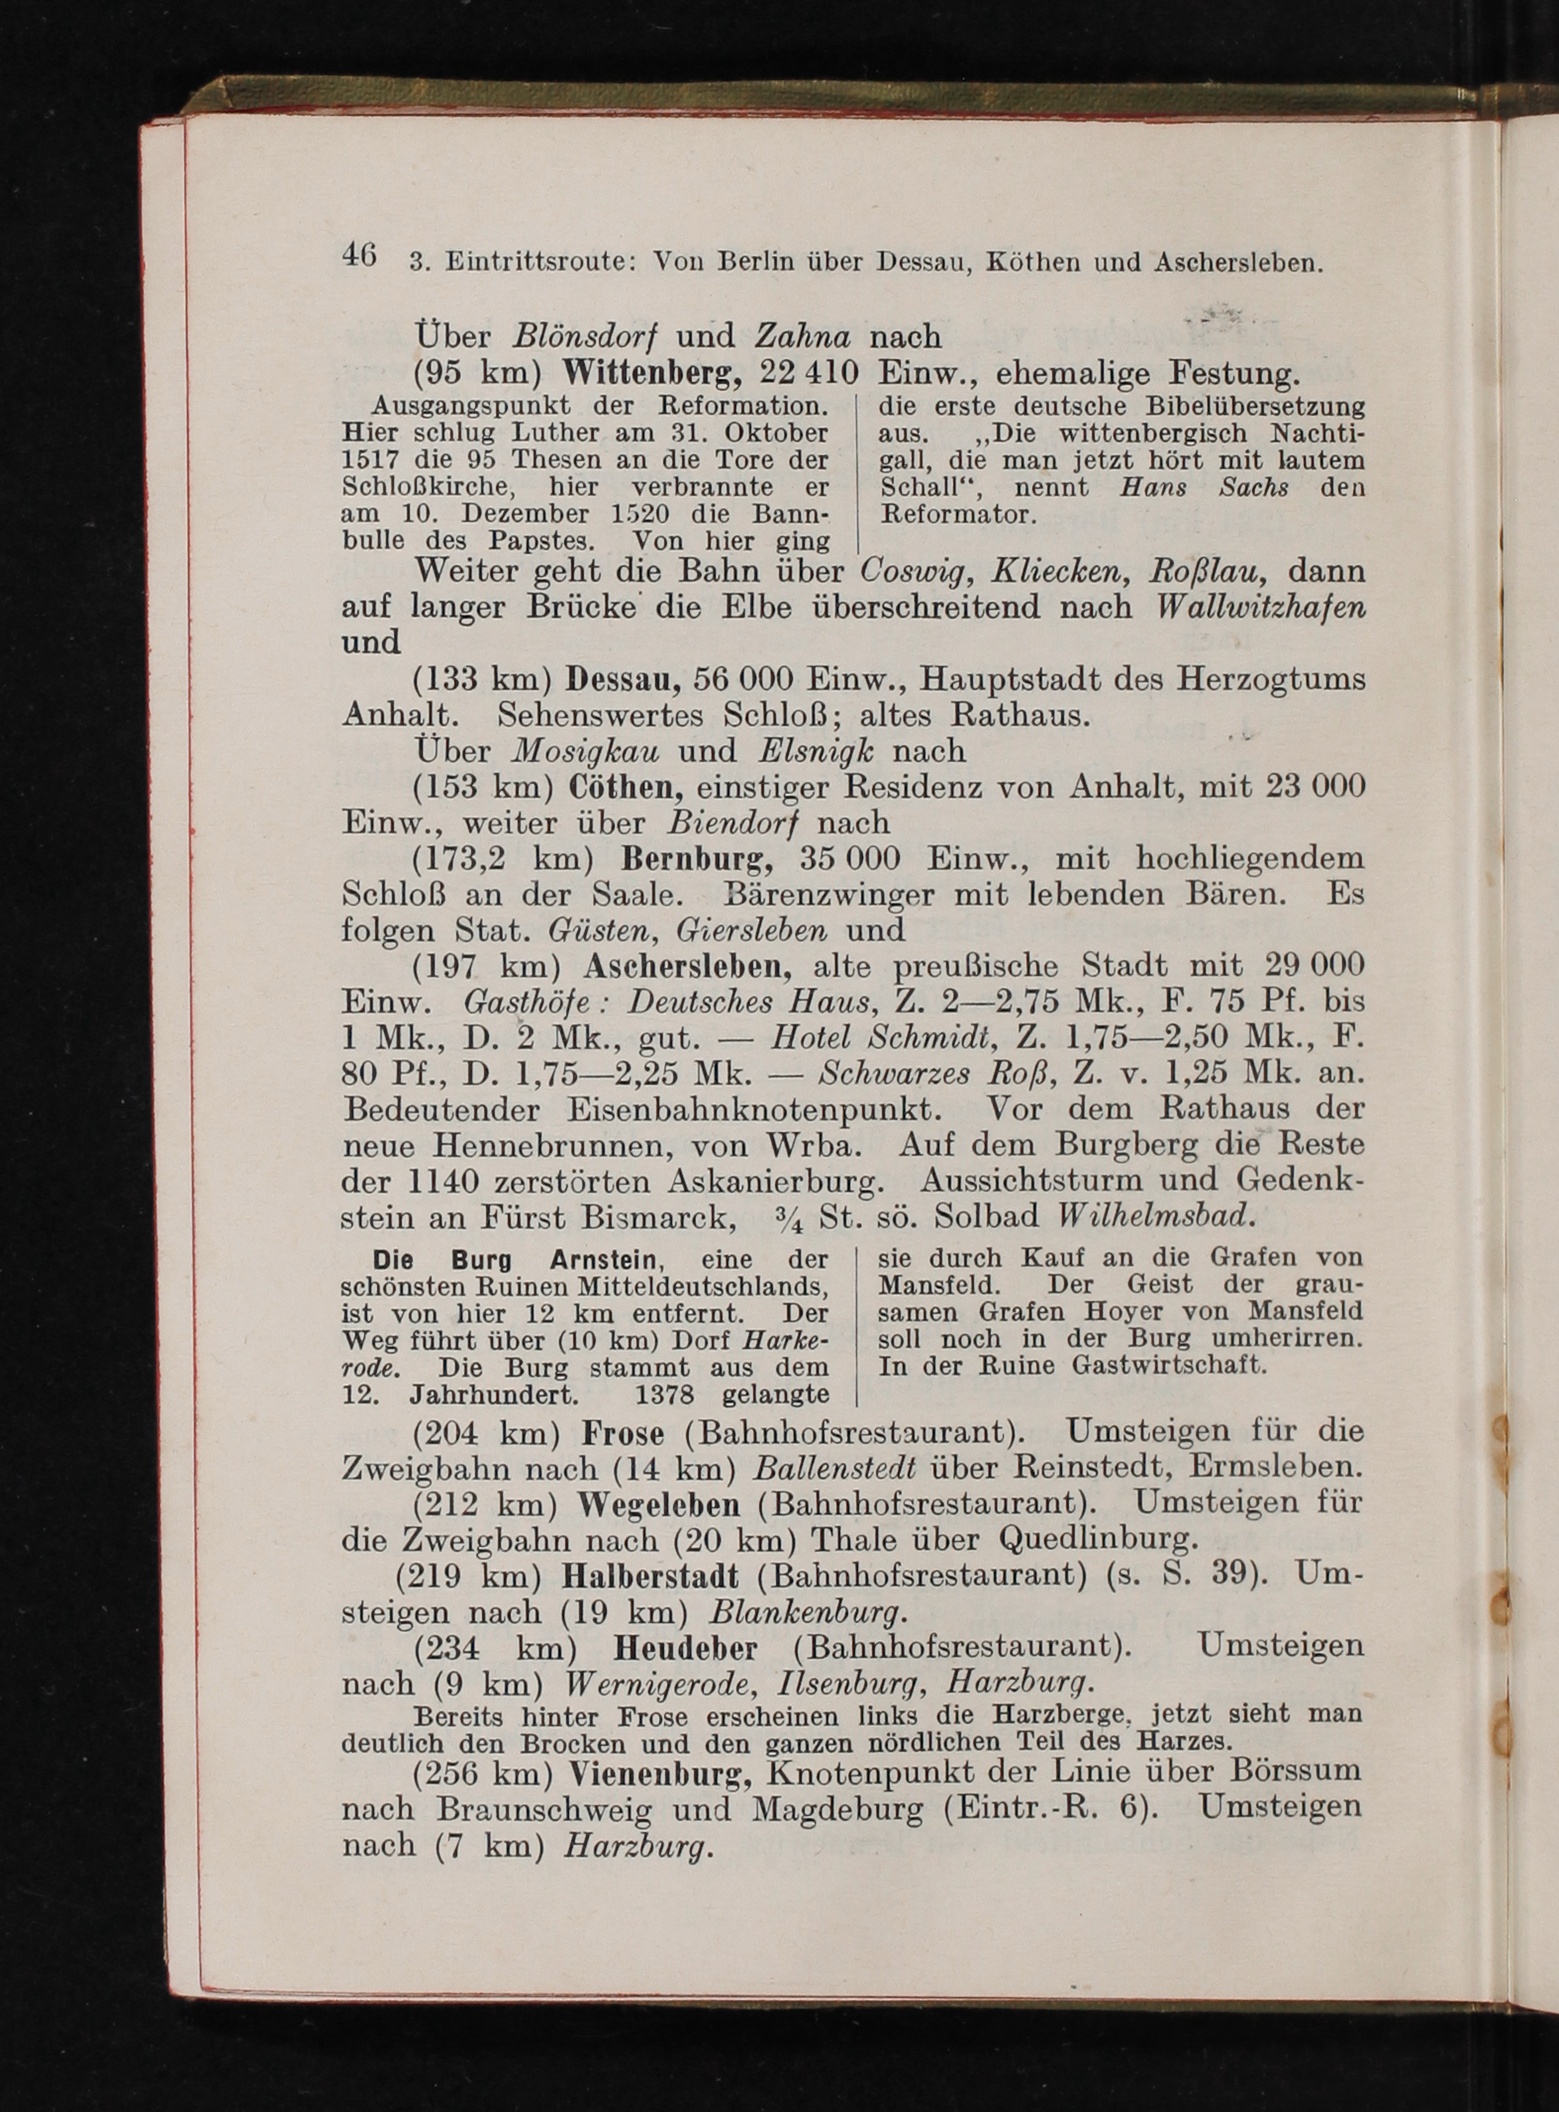 46 3. Eintrittsroute: Von Berlin über Dessau, Köthen und Aschersleben.
Über Blönsdorf und Zahna nach
(95 km) Wittenberg, 22 410 Einw., ehemalige Festung.
Ausgangspunkt der Reformation.
Hier schlug Luther am 31. Oktober
1517 die 95 Thesen an die Tore der
Schloßkirche, hier verbrannte er
am 10. Dezember 1520 die Bann-
bulle des Papstes. Von hier ging
die erste deutsche Bibelübersetzung
aus. „Die wittenbergisch Nachti-
gall, die man jetzt hört mit lautem
Schall“, nennt Hans Sachs den
Reformator.
Weiter geht die Bahn über Coswig, Kliecken, Roßlau, dann
auf langer Brücke die Elbe überschreitend nach Wallwitzhafen
und
(133 km) Dessau, 56 000 Einw., Hauptstadt des Herzogtums
Anhalt. Sehenswertes Schloß; altes Rathaus.
Über Mosigkau und Elsnigk nach
(153 km) Cöthen, einstiger Residenz von Anhalt, mit 23 000
Einw., weiter über Biendorf nach
(173,2 km) Bernburg, 35 000 Einw., mit hochliegendem
Schloß an der Saale. Bärenzwinger mit lebenden Bären. Es
folgen Stat. Güsten, Giersleben und
(197 km) Aschersleben, alte preußische Stadt mit 29 000
Einw. Gasthöfe: Deutsches Haus, Z. 2—2,75 Mk., F. 75 Pf. bis
1 Mk., D. 2 Mk., gut. — Hotel Schmidt, Z. 1,75—2,50 Mk., F.
80 Pf., D. 1,75—2,25 Mk. — Schwarzes Roß, Z. v. 1,25 Mk. an.
Bedeutender Eisenbahnknotenpunkt. Vor dem Rathaus der
neue Hennebrunnen, von Wrba. Auf dem Burgberg die Reste
der 1140 zerstörten Askanierburg. Aussichtsturm und Gedenk-
stein an Fürst Bismarck, ¾ St. sö. Solbad Wilhelmsbad.
Die Burg Arnstein, eine der
schönsten Ruinen Mitteldeutschlands,
ist von hier 12 km entfernt. Der
Weg führt über (10 km) Dorf Harke-
rode. Die Burg stammt aus dem
12. Jahrhundert. 1378 gelangte
sie durch Kauf an die Grafen von
Mansfeld. Der Geist der grau-
samen Grafen Hoyer von Mansfeld
soll noch in der Burg umherirren.
In der Ruine Gastwirtschaft.
(204 km) Frose (Bahnhofsrestaurant). Umsteigen für die
Zweigbahn nach (14 km) Ballenstedt über Reinstedt, Ermsleben.
(212 km) Wegeleben (Bahnhofsrestaurant). Umsteigen für
die Zweigbahn nach (20 km) Thale über Quedlinburg.
(219 km) Halberstadt (Bahnhofsrestaurant) (s. S. 39). Um-
steigen nach (19 km) Blankenburg.
(234 km) Heudeber (Bahnhofsrestaurant). Umsteigen
nach (9 km) Wernigerode, Ilsenburg, Harzburg.
Bereits hinter Frose erscheinen links die Harzberge, jetzt sieht man
deutlich den Brocken und den ganzen nördlichen Teil des Harzes.
(256 km) Vienenburg, Knotenpunkt der Linie über Börssum
nach Braunschweig und Magdeburg (Eintr.-R. 6). Umsteigen
nach (7 km) Harzburg.